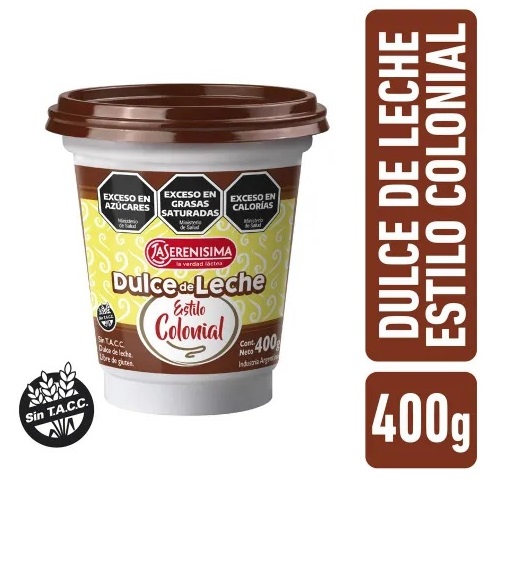 EXCESO EN
AZÚCARES
Ministerio
de Salud
EXCESO EN
GRASAS
SATURADAS
Ministerio
de Salud
EXCESO EN
CALORÍAS
Ministerio
de Salud
LASERENISIMA
la verdad láctea
Dulce de Leche
Estilo
Colonial
Sin T.A.C.C.
Sin T.A.C.C.
Dulce de leche.
Libre de gluten.
Cont.
Neto 400g
Industria Argentina
Sin T.A.C.C.
DULCE DE LECHE
ESTILO COLONIAL
400g